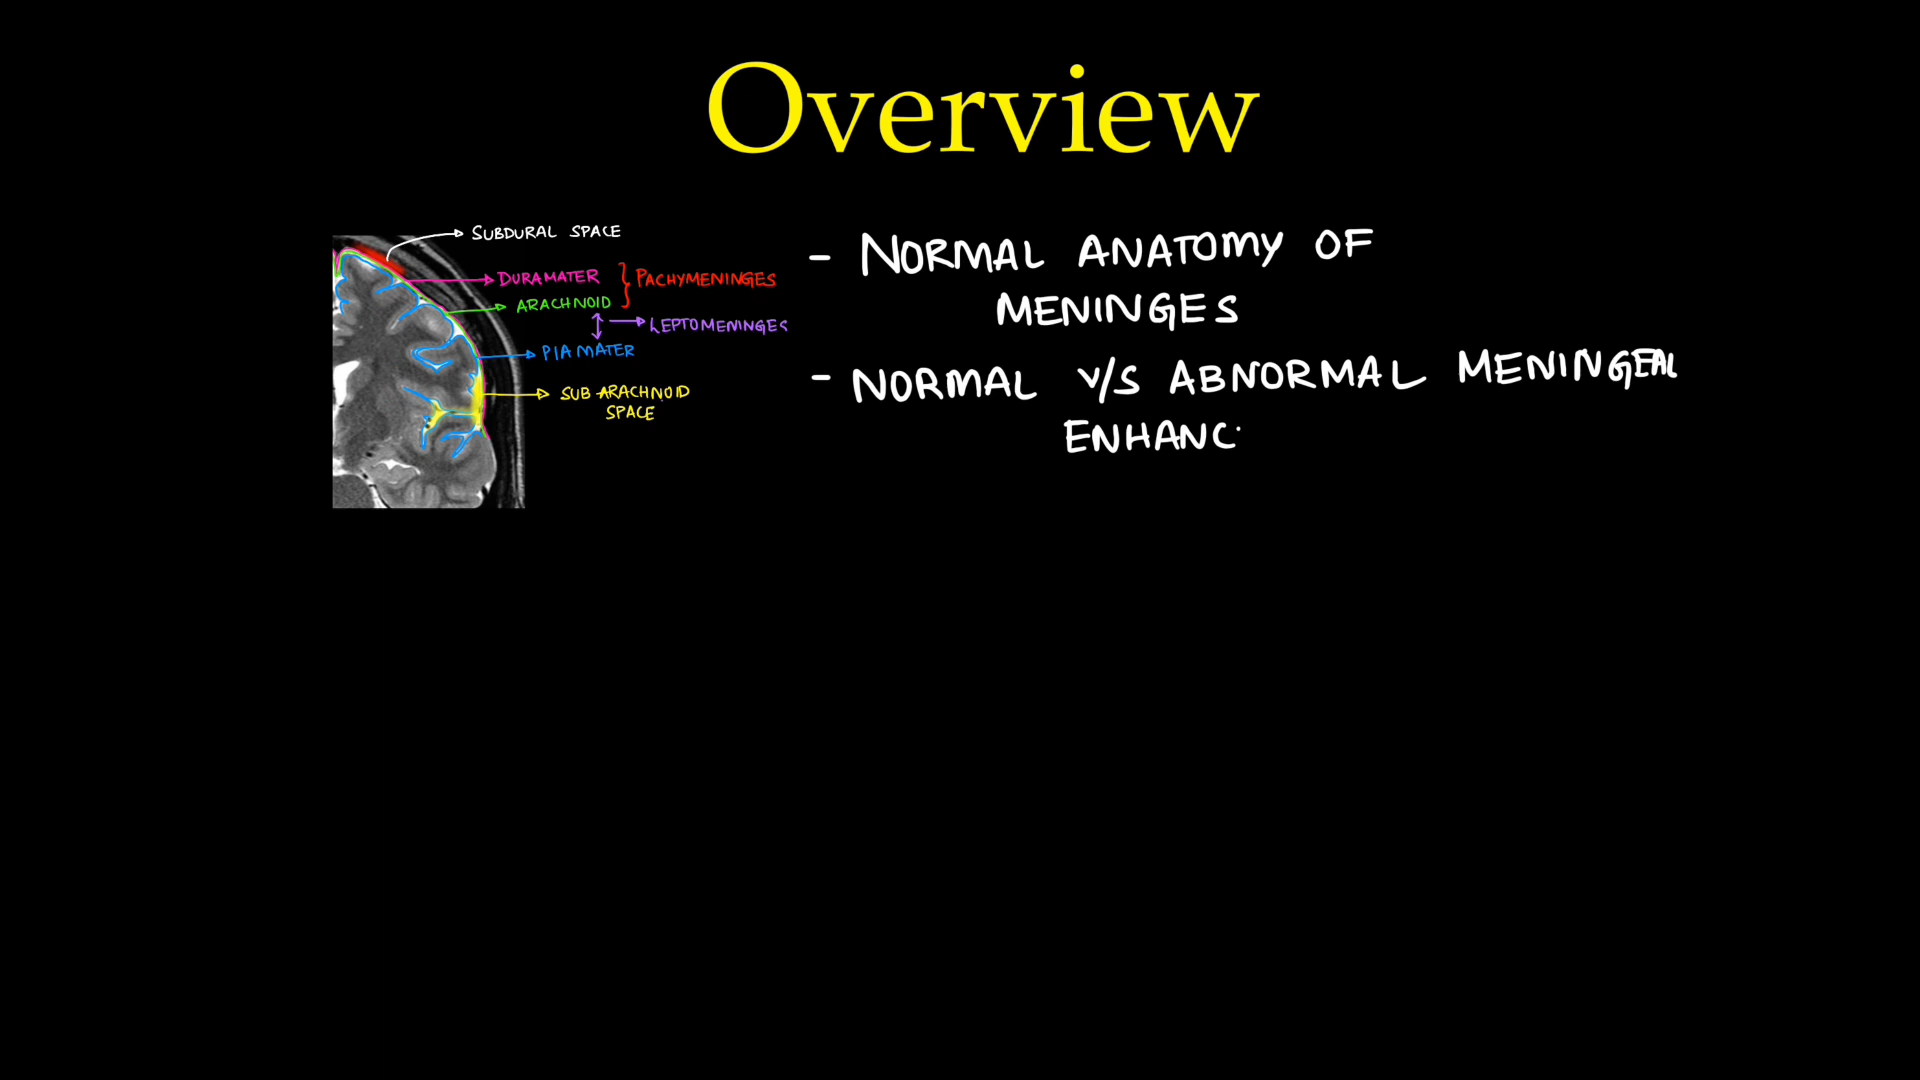 Overview
SUBDURAL SPACE
DURAMATER } PACHYMENINGES
ARACHNOID
LEPTOMENINGES
PIA MATER
SUB ARACHNOID
SPACE
- NORMAL ANATOMY OF
MENINGES
- NORMAL V/S ABNORMAL MENINGEAL
ENHANC